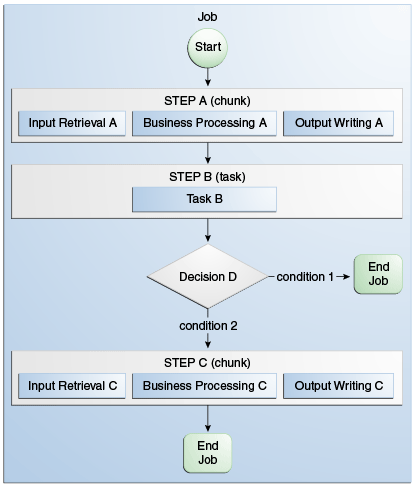 Job
Start
STEP A (chunk)
Input Retrieval A
Business Processing A
Output Writing A
STEP B (task)
Task B
Decision D
condition 1
End
Job
condition 2
STEP C (chunk)
Input Retrieval C
Business Processing C
Output Writing C
End
Job